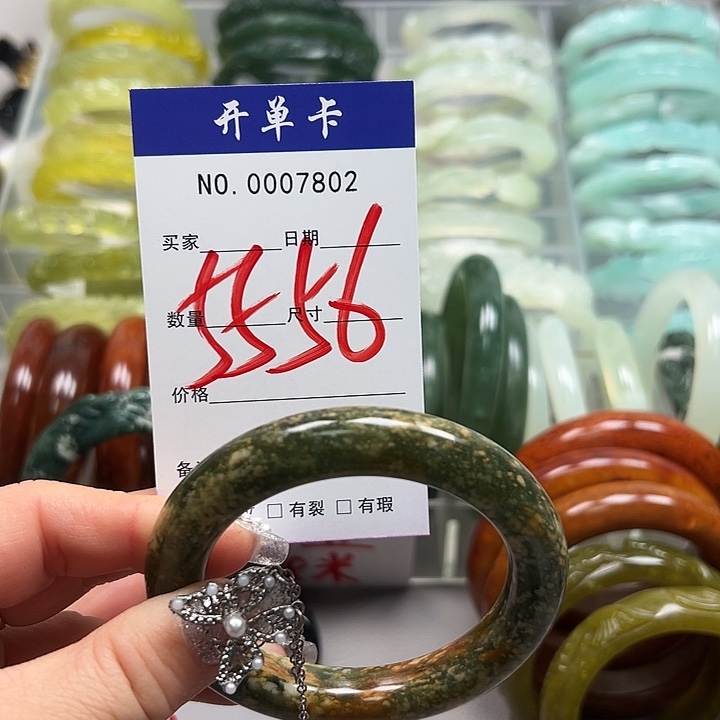 开单卡
NO. 0007802
买家 日期
5556
数量 尺寸
价格
备
□有裂 □有瑕
米